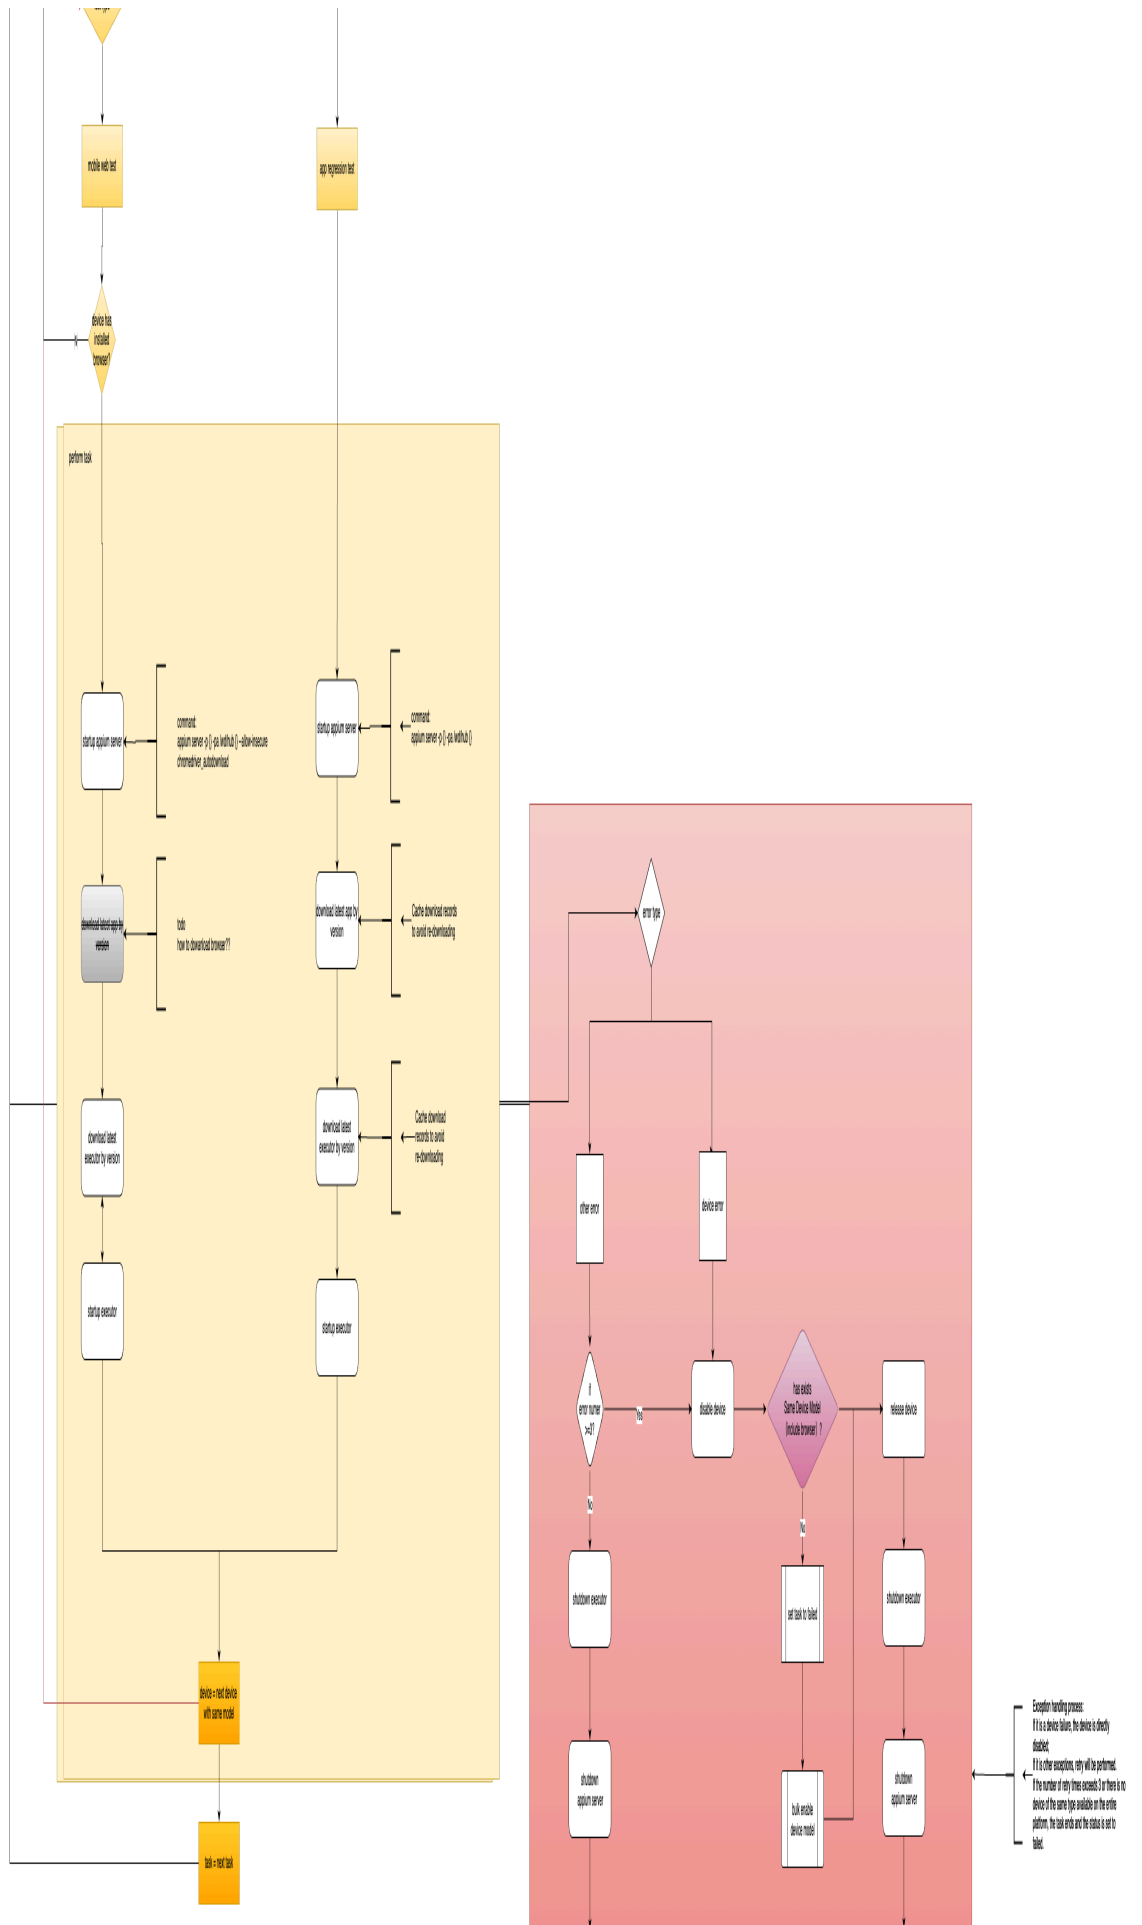 mobile web test
app regression test
device has
installed
browser?
N
perform task
startup appium server
command:
appium server -p {} -pa /wd/hub {} --allow-insecure
chromedriver_autodownload
startup appium server
command:
appium server -p {} -pa /wd/hub {}
download latest app by
version
todo
how to dowanload browser??
download latest app by
version
Cache download records
to avoid re-downloading
download latest
executor by version
download latest
executor by version
Cache download
records to avoid
re-downloading
startup executor
startup executor
device = next device
with same model
task = next task
error type
other error
device error
if
error numer
>=3?
Yes
disable device
has exists
Same Device Model
(include browser) ?
release device
No
No
shutdown executor
set task to failed
shutdown executor
shutdown
appium server
bulk enable
device model
shutdown
appium server
Exception handling process:
If it is a device failure, the device is directly
disabled;
If it is other exceptions, retry will be performed.
If the number of retry times exceeds 3 or there is no
device of the same type available on the entire
platform, the task ends and the status is set to
failed.